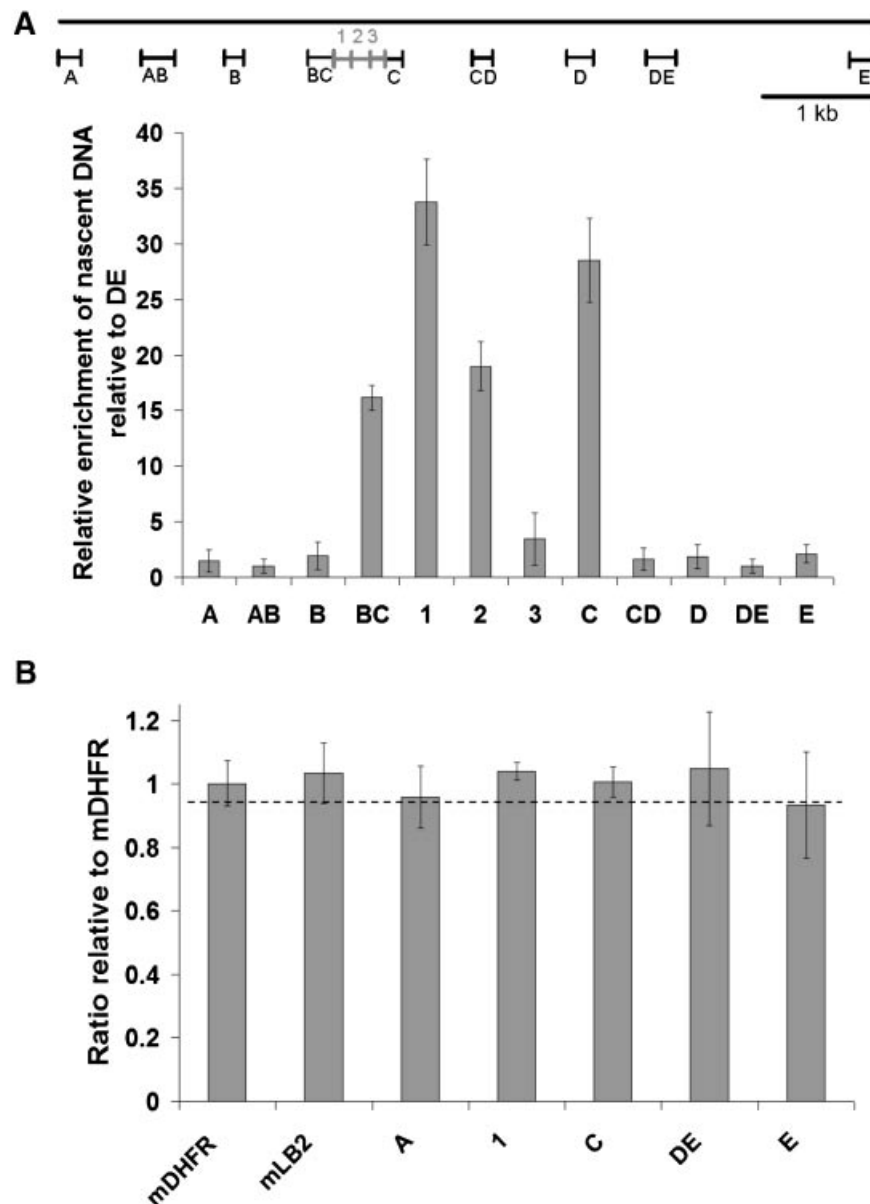 A
1 2 3
A AB B BC C CD D DE E
1 kb
Relative enrichment of nascent DNA
relative to DE
40
35
30
25
20
15
10
5
0
A AB B BC 1 2 3 C CD D DE E
B
Ratio relative to mDHFR
1.2
1
0.8
0.6
0.4
0.2
0
mDHFR mLB2 A 1 C DE E